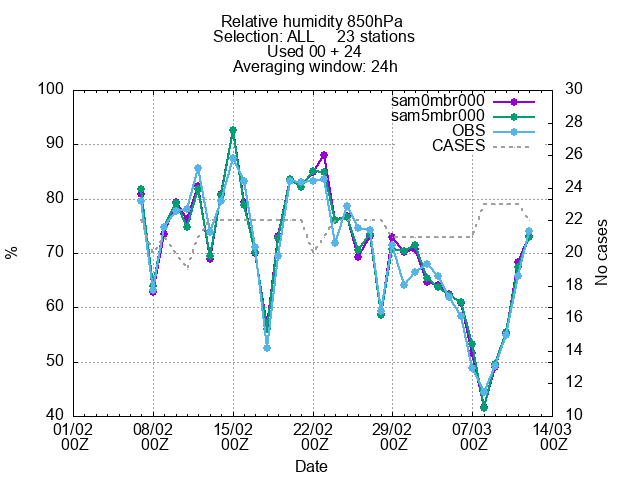 Relative humidity 850hPa
Selection: ALL 23 stations
Used 00 + 24
Averaging window: 24h
sam0mbr000
sam5mbr000
OBS
CASES
100
90
80
70
60
50
40
%
30
28
26
24
22
20
18
16
14
12
10
No cases
01/02 08/02 15/02 22/02 29/02 07/03 14/03
00Z 00Z 00Z 00Z 00Z 00Z 00Z
Date